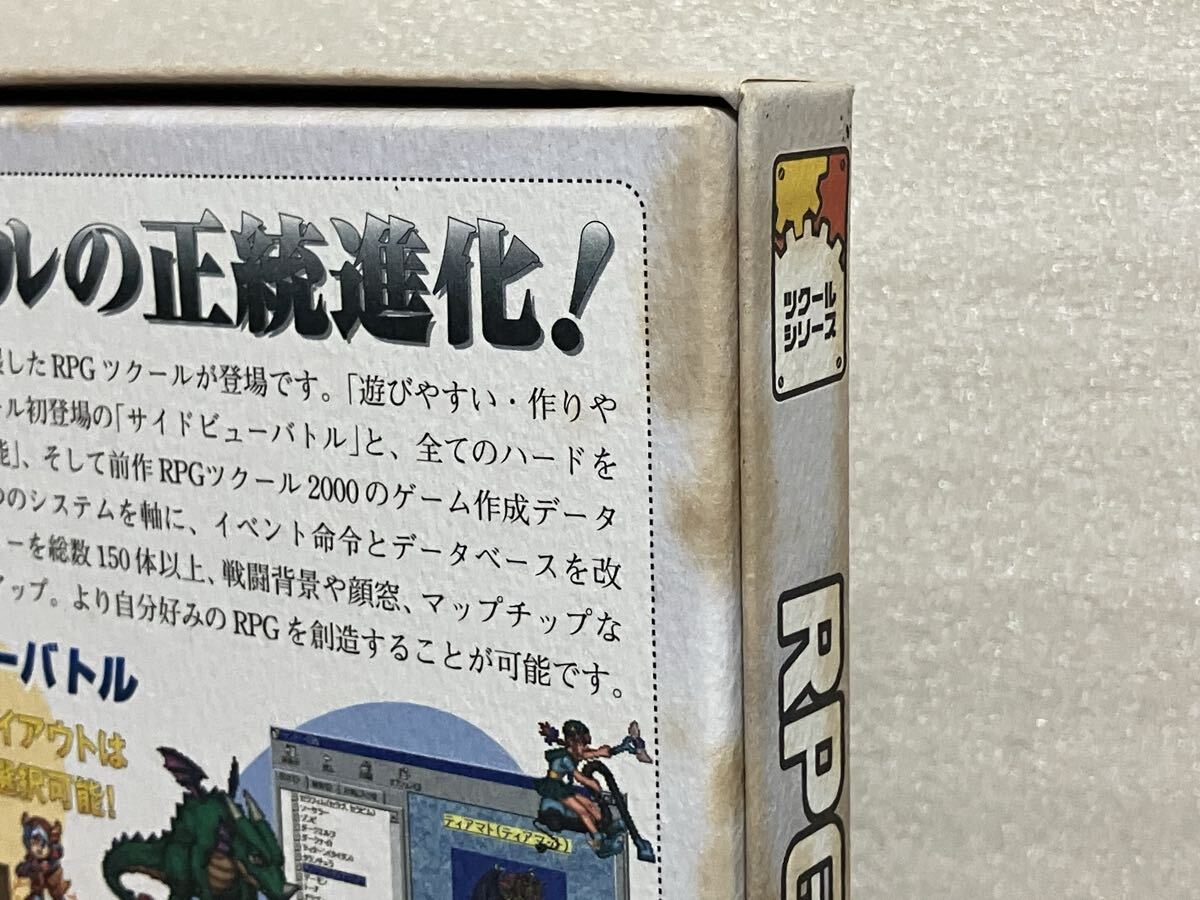 ルの正統進化!
したRPGツクールが登場です。「遊びやすい・作りや
ル初登場の「サイドビューバトル」と、全てのハードを
能」、そして前作RPGツクール2000のゲーム作成データ
のシステムを軸に、イベント命令とデータベースを改
ーを総数150体以上、戦闘背景や顔窓、マップチップな
アップ。より自分好みのRPGを創造することが可能です。
ーバトル
イアウトは
選択可能!
ティアマト(ティアマット)
ツクール
シリーズ
RPG